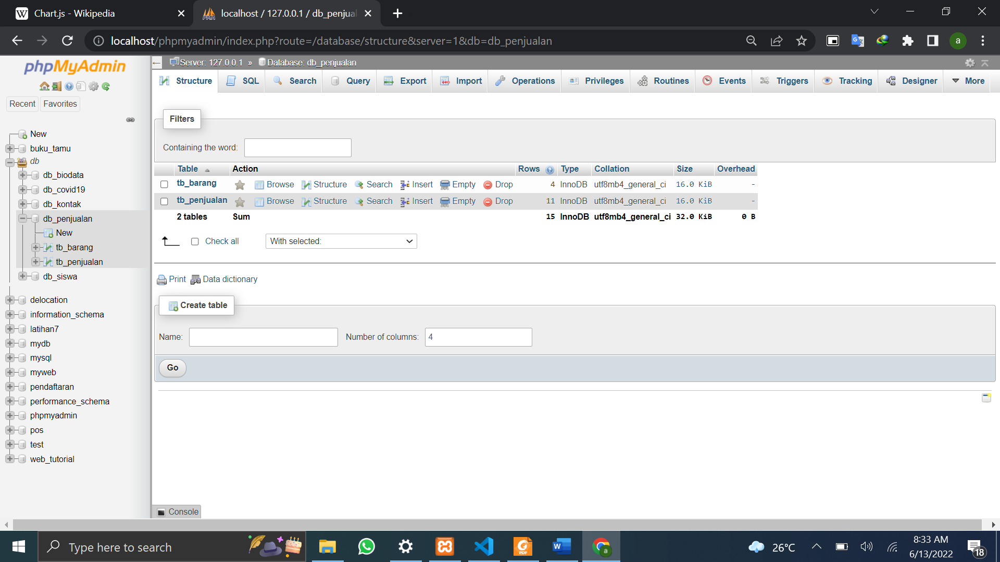 Chart.js - Wikipedia
localhost / 127.0.0.1 / db_penjual
localhost/phpmyadmin/index.php?route=/database/structure&server=1&db=db_penjualan
a
phpMyAdmin
Recent
Favorites
New
buku_tamu
db
db_biodata
db_covid19
db_kontak
db_penjualan
New
tb_barang
tb_penjualan
db_siswa
delocation
information_schema
latihan7
mydb
mysql
myweb
pendaftaran
performance_schema
phpmyadmin
pos
test
web_tutorial
Server: 127.0.0.1 » Database: db_penjualan
Structure SQL Search Query Export Import Operations Privileges Routines Events Triggers Tracking Designer More
Filters
Containing the word:
Table Action Rows Type Collation Size Overhead
tb_barang Browse Structure Search Insert Empty Drop 4 InnoDB utf8mb4_general_ci 16.0 KiB -
tb_penjualan Browse Structure Search Insert Empty Drop 11 InnoDB utf8mb4_general_ci 16.0 KiB -
2 tables Sum 15 InnoDB utf8mb4_general_ci 32.0 KiB 0 B
Check all With selected:
Print Data dictionary
Create table
Name: Number of columns: 4
Go
Console
Type here to search
PDF
W
a
26°C
8:33 AM
6/13/2022
18